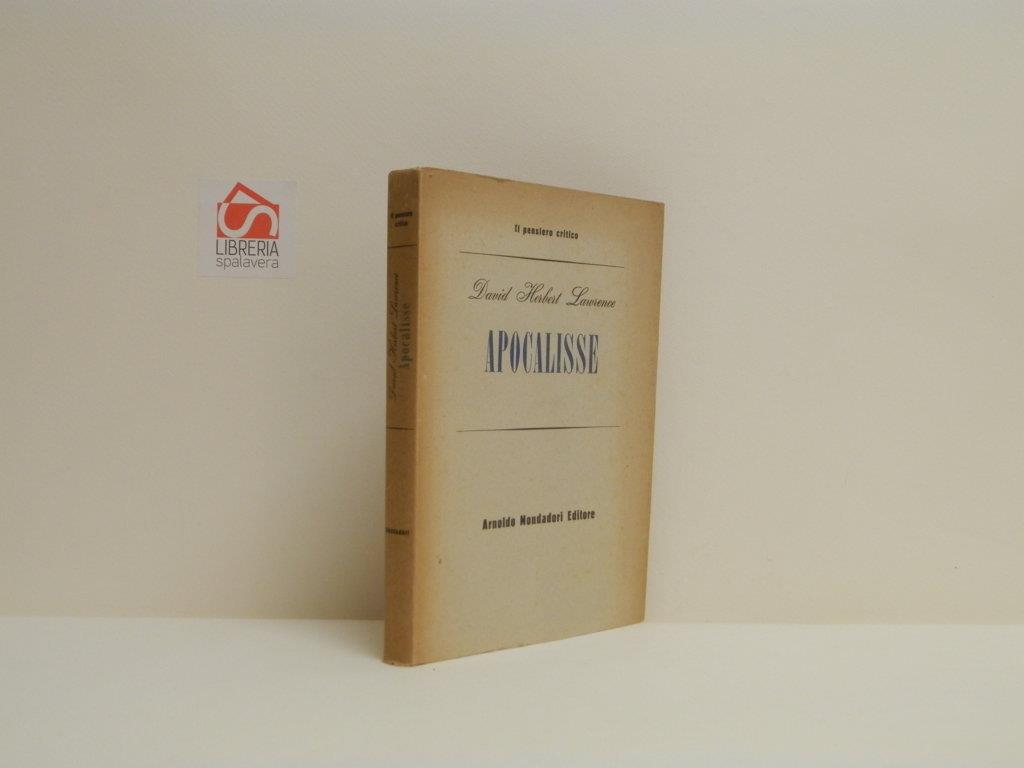 LIBRERIA
spalavera
Il pensiero
critico
David Herbert Lawrence
Apocalisse
Mondadori
Il pensiero critico
David Herbert Lawrence
APOCALISSE
Arnoldo Mondadori Editore